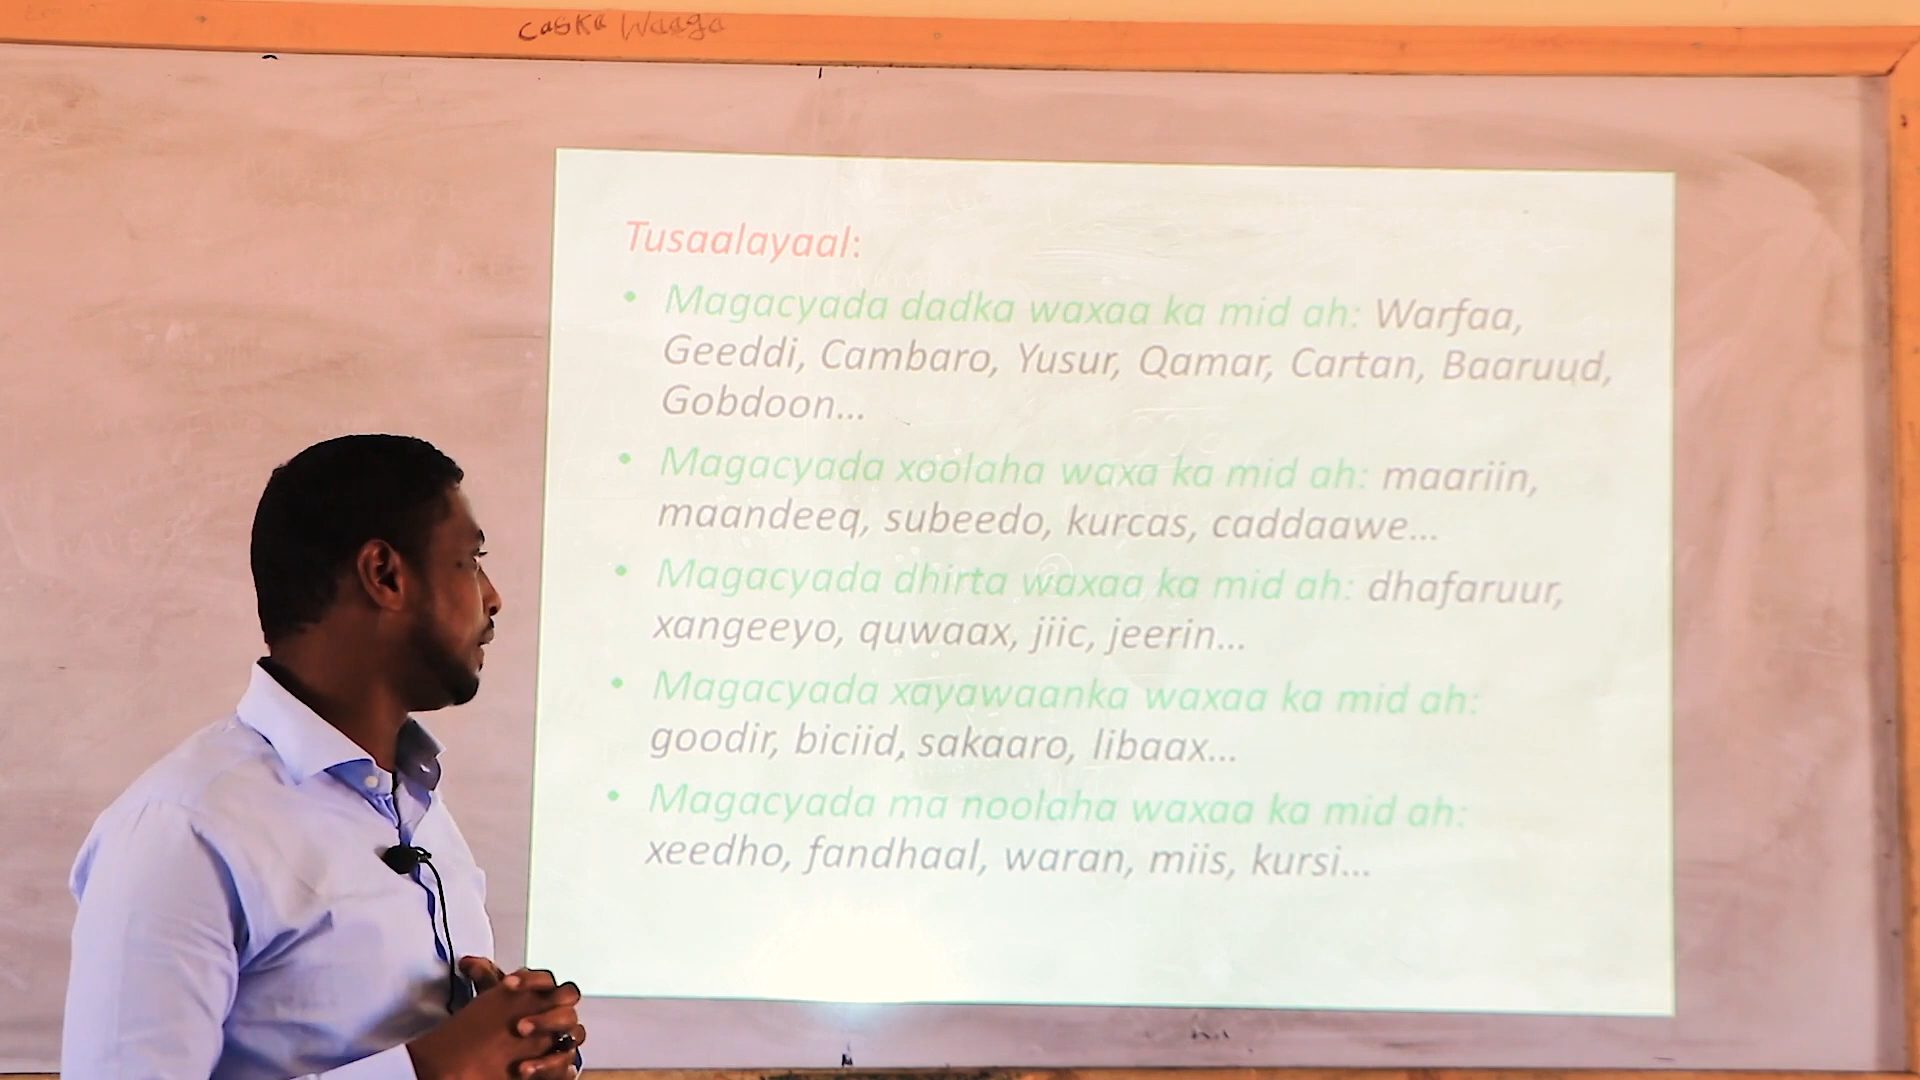 Caska Waaga
Tusaalayaal:
• Magacyada dadka waxaa ka mid ah: Warfaa,
Geeddi, Cambaro, Yusur, Qamar, Cartan, Baaruud,
Gobdoon...
• Magacyada xoolaha waxa ka mid ah: maariin,
maandeeq, subeedo, kurcas, caddaawe...
• Magacyada dhirta waxaa ka mid ah: dhafaruur,
xangeeyo, quwaax, jiic, jeerin...
• Magacyada xayawaanka waxaa ka mid ah:
goodir, biciid, sakaaro, libaax...
• Magacyada ma noolaha waxaa ka mid ah:
xeedho, fandhaal, waran, miis, kursi...